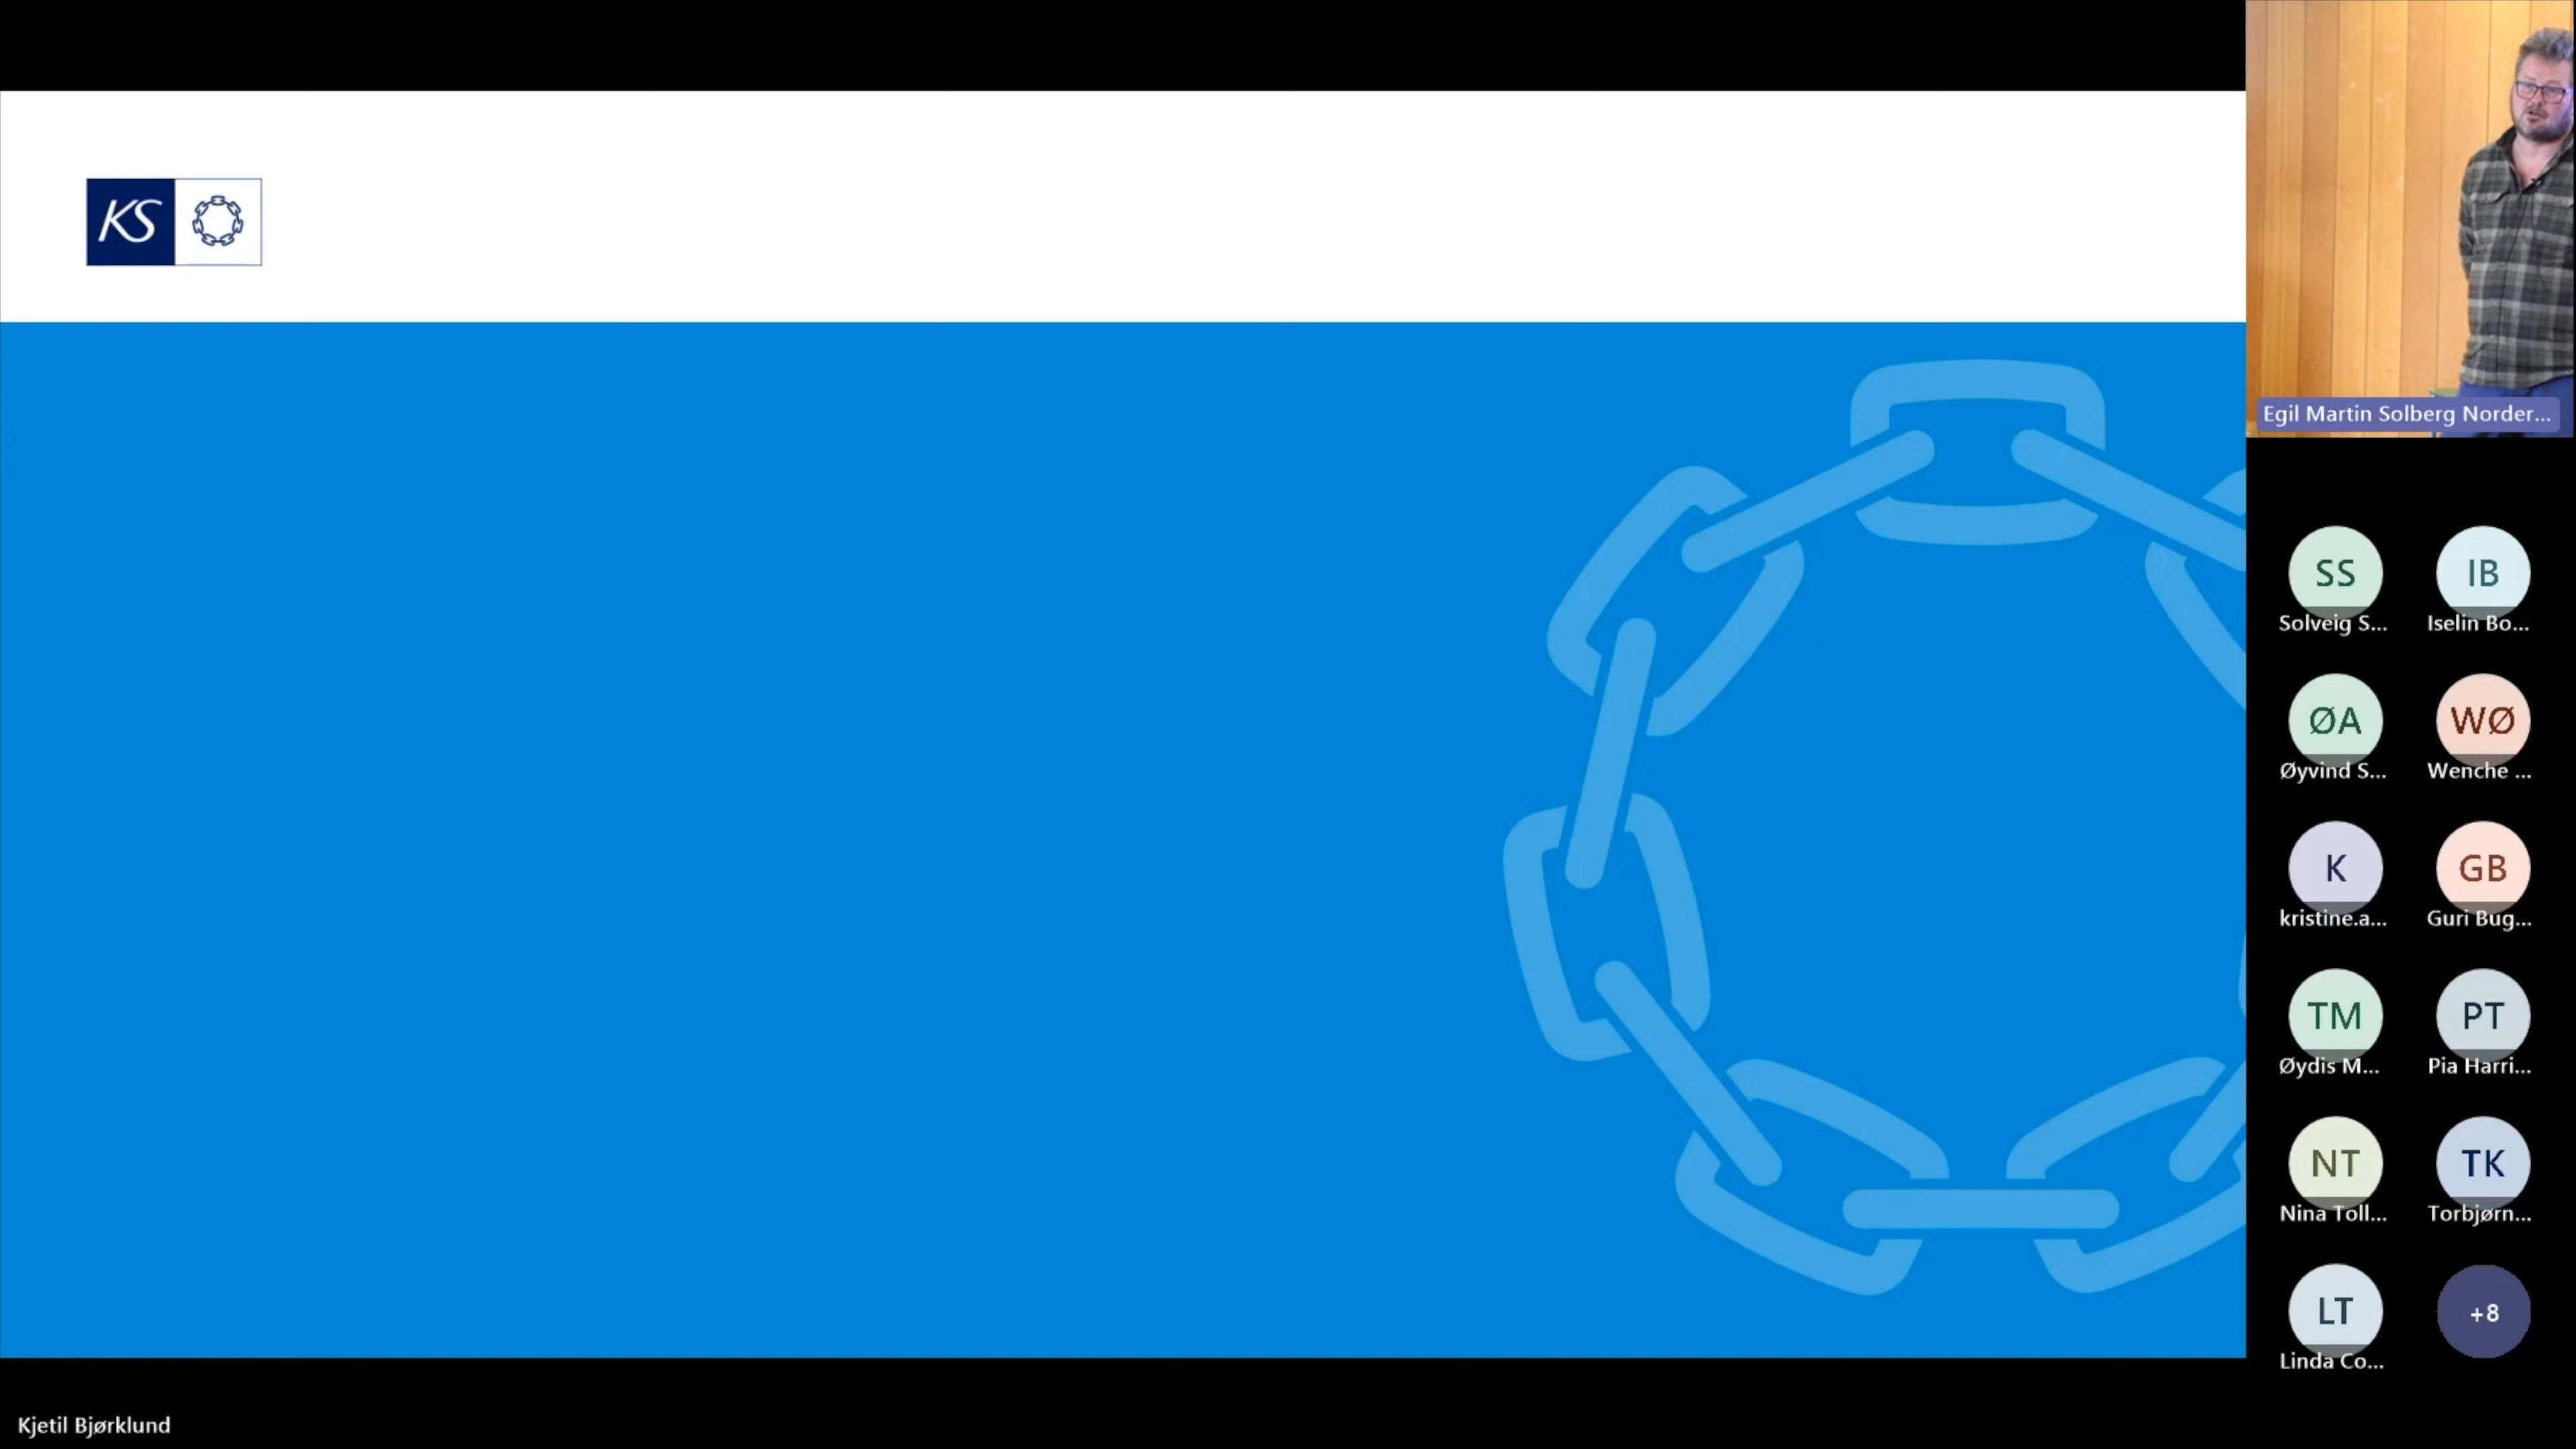 KS
Egil Martin Solberg Norder...
SS
IB
Solveig S...
Iselin Bo...
ØA
WØ
Øyvind S...
Wenche ...
K
GB
kristine.a...
Guri Bug...
TM
PT
Øydis M...
Pia Harri...
NT
TK
Nina Toll...
Torbjørn...
LT
+8
Linda Co...
Kjetil Bjørklund